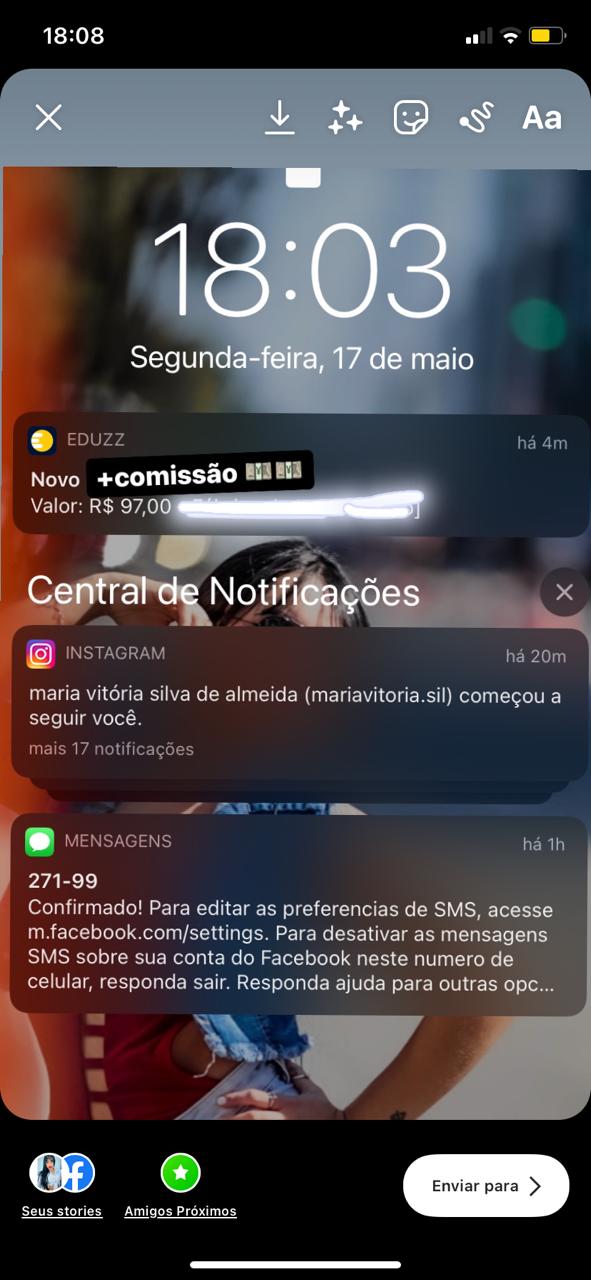 18:08
Aa
18:03
Segunda-feira, 17 de maio
EDUZZ
há 4m
Novo +comissão
Valor: R$ 97,00
Central de Notificações
INSTAGRAM
há 20m
maria vitória silva de almeida (mariavitoria.sil) começou a
seguir você.
mais 17 notificações
MENSAGENS
há 1h
271-99
Confirmado! Para editar as preferencias de SMS, acesse
m.facebook.com/settings. Para desativar as mensagens
SMS sobre sua conta do Facebook neste numero de
celular, responda sair. Responda ajuda para outras opc...
Seus stories
Amigos Próximos
Enviar para